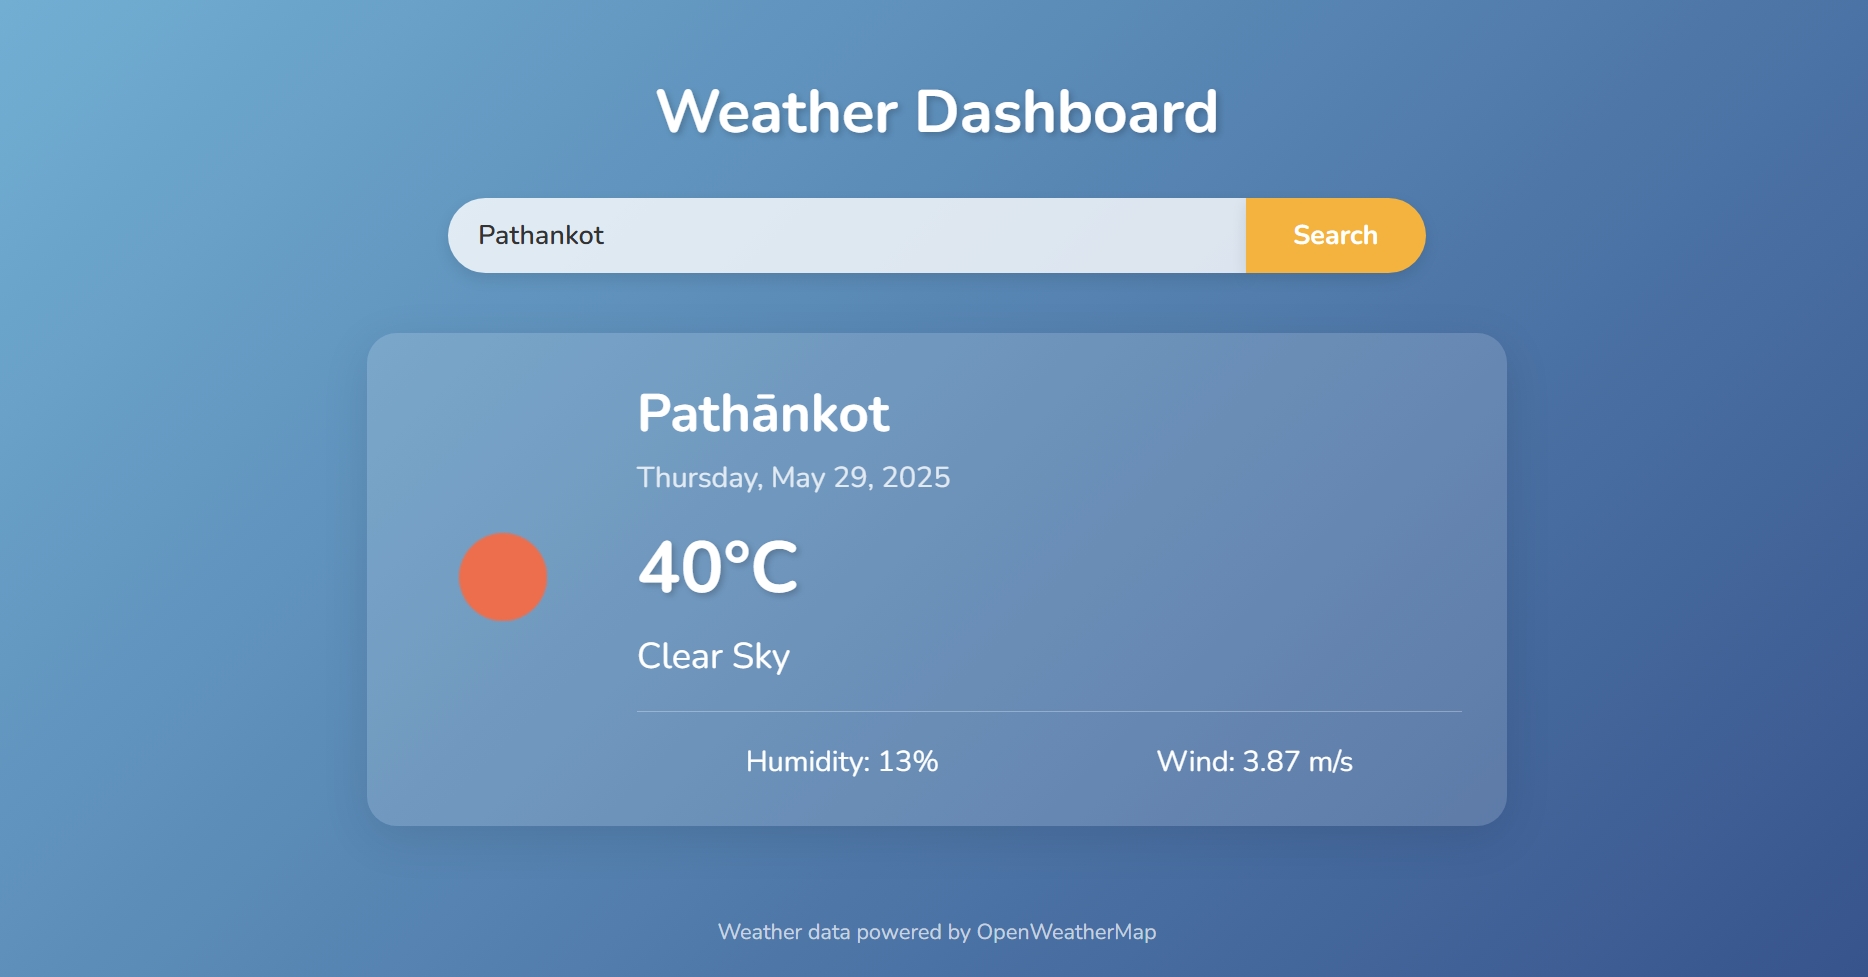 Weather Dashboard
Pathankot
Search
Pathānkot
Thursday, May 29, 2025
40°C
Clear Sky
Humidity: 13%
Wind: 3.87 m/s
Weather data powered by OpenWeatherMap